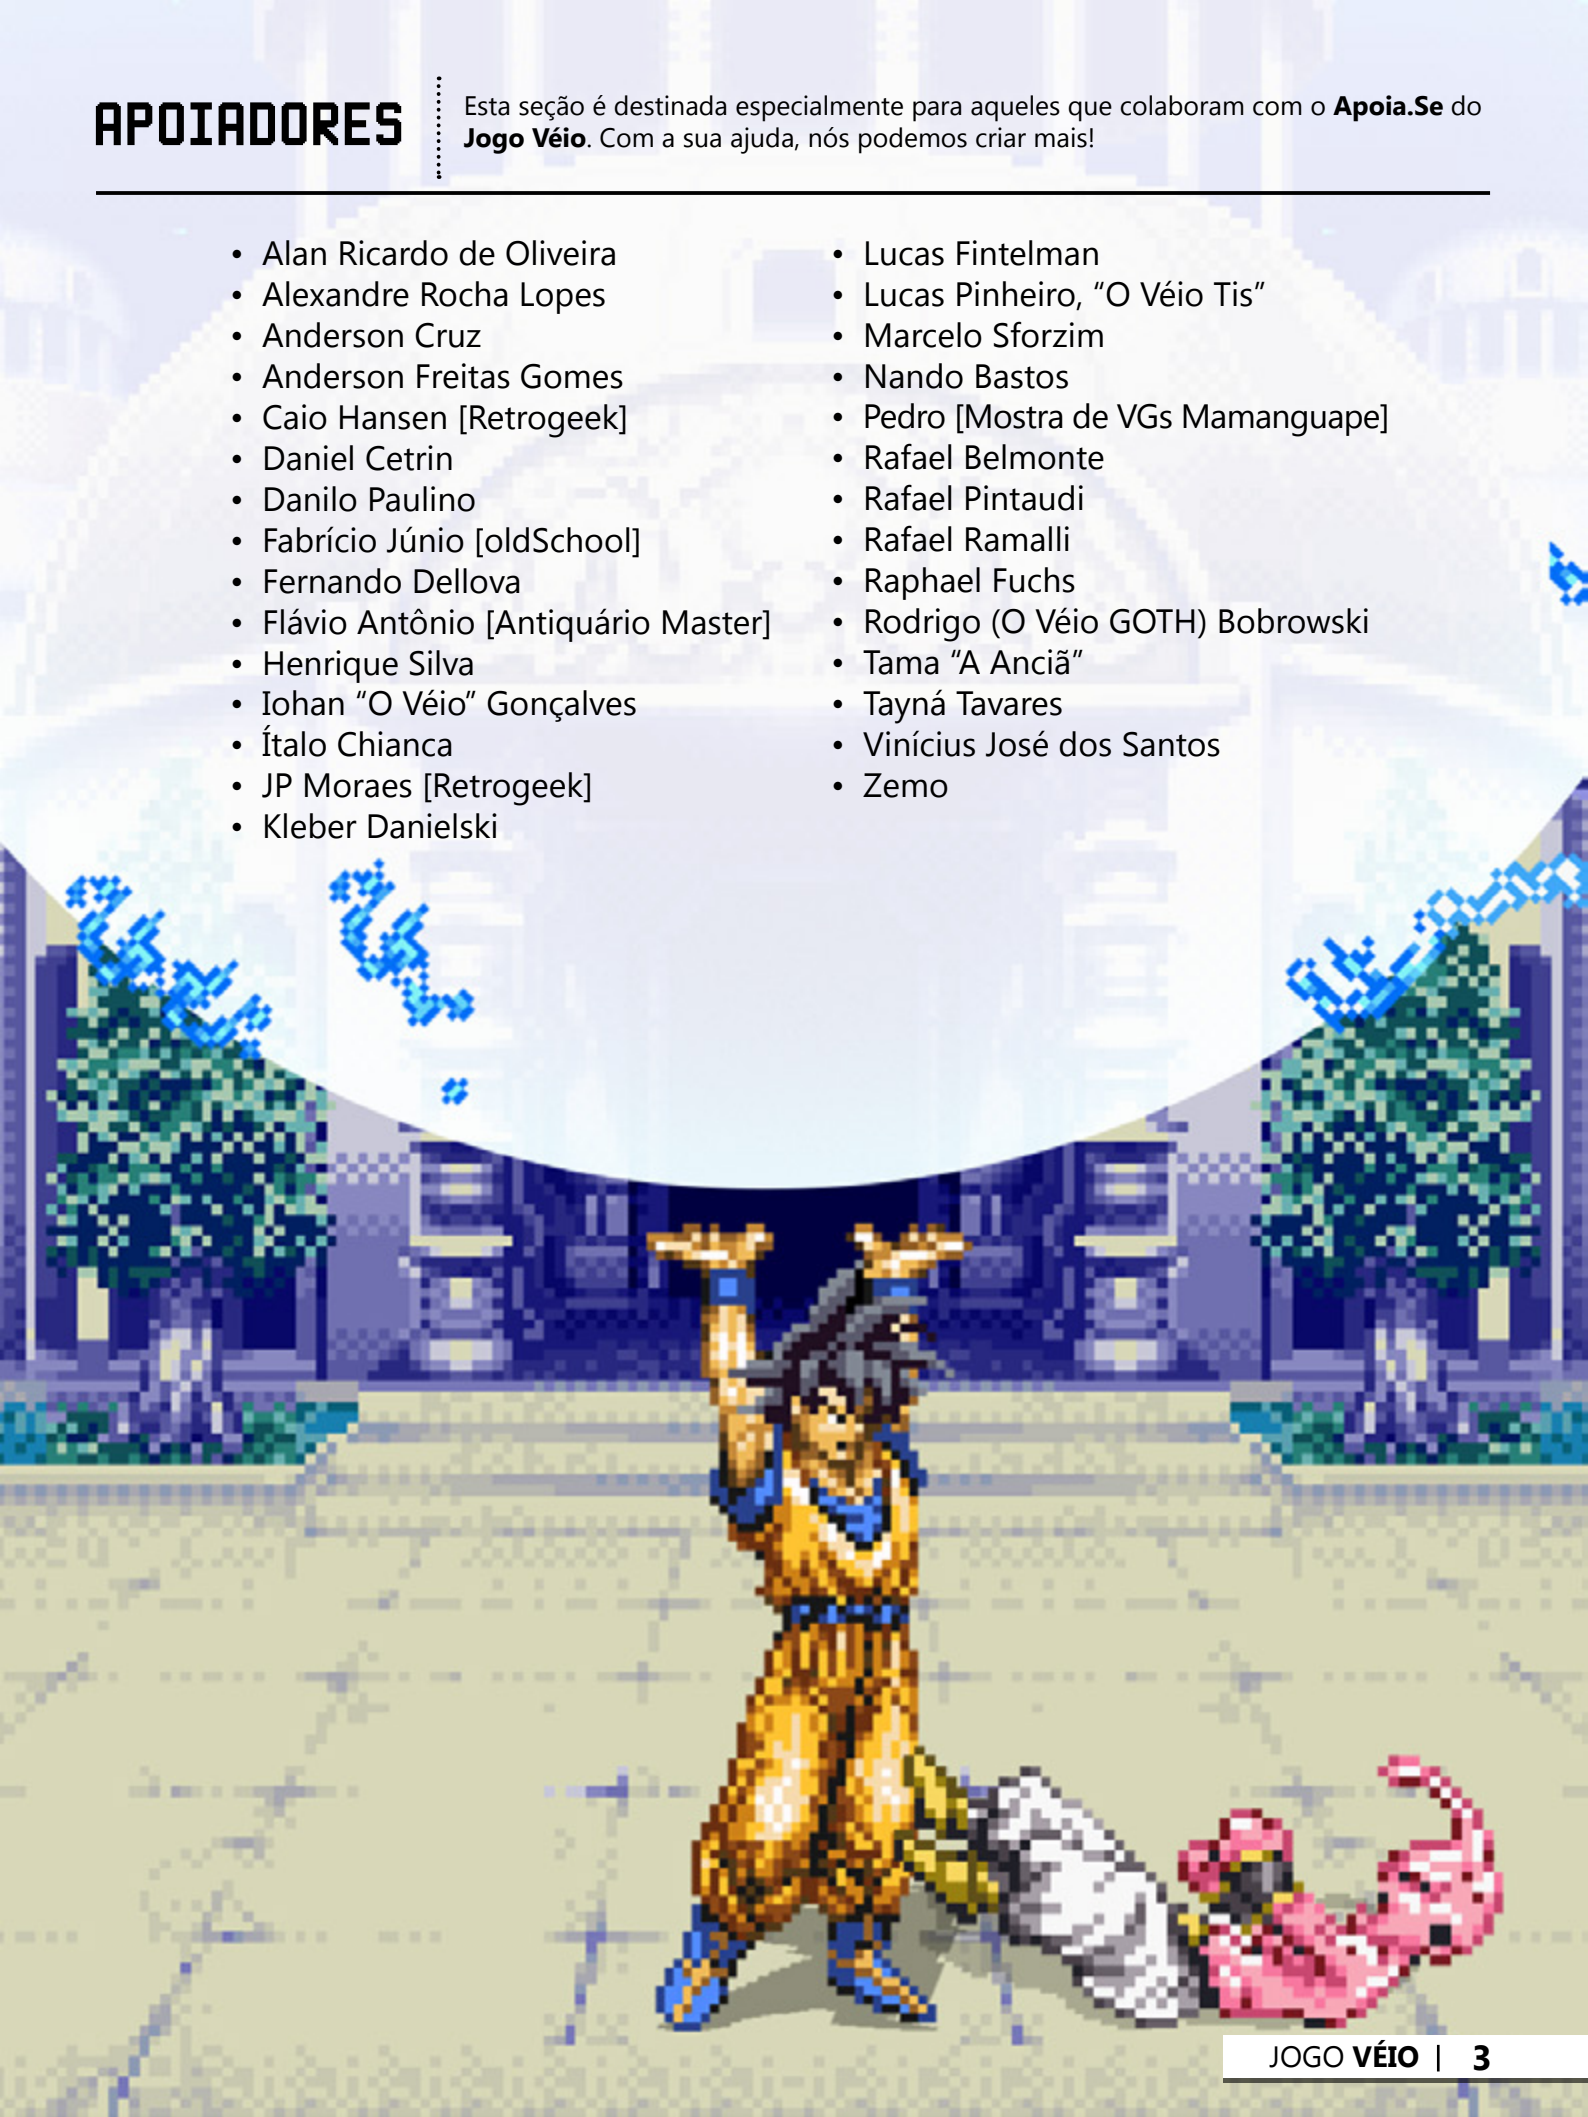 APOIADORES
Esta seção é destinada especialmente para aqueles que colaboram com o Apoia.Se do
Jogo Véio. Com a sua ajuda, nós podemos criar mais!
• Alan Ricardo de Oliveira
• Alexandre Rocha Lopes
• Anderson Cruz
• Anderson Freitas Gomes
• Caio Hansen [Retrogeek]
• Daniel Cetrin
• Danilo Paulino
• Fabrício Júnio [oldSchool]
• Fernando Dellova
• Flávio Antônio [Antiquário Master]
• Henrique Silva
• Iohan “O Véio” Gonçalves
• Ítalo Chianca
• JP Moraes [Retrogeek]
• Kleber Danielski
• Lucas Fintelman
• Lucas Pinheiro, “O Véio Tis”
• Marcelo Sforzim
• Nando Bastos
• Pedro [Mostra de VGs Mamanguape]
• Rafael Belmonte
• Rafael Pintaudi
• Rafael Ramalli
• Raphael Fuchs
• Rodrigo (O Véio GOTH) Bobrowski
• Tama “A Anciã”
• Tayná Tavares
• Vinícius José dos Santos
• Zemo
JOGO VÉIO | 3